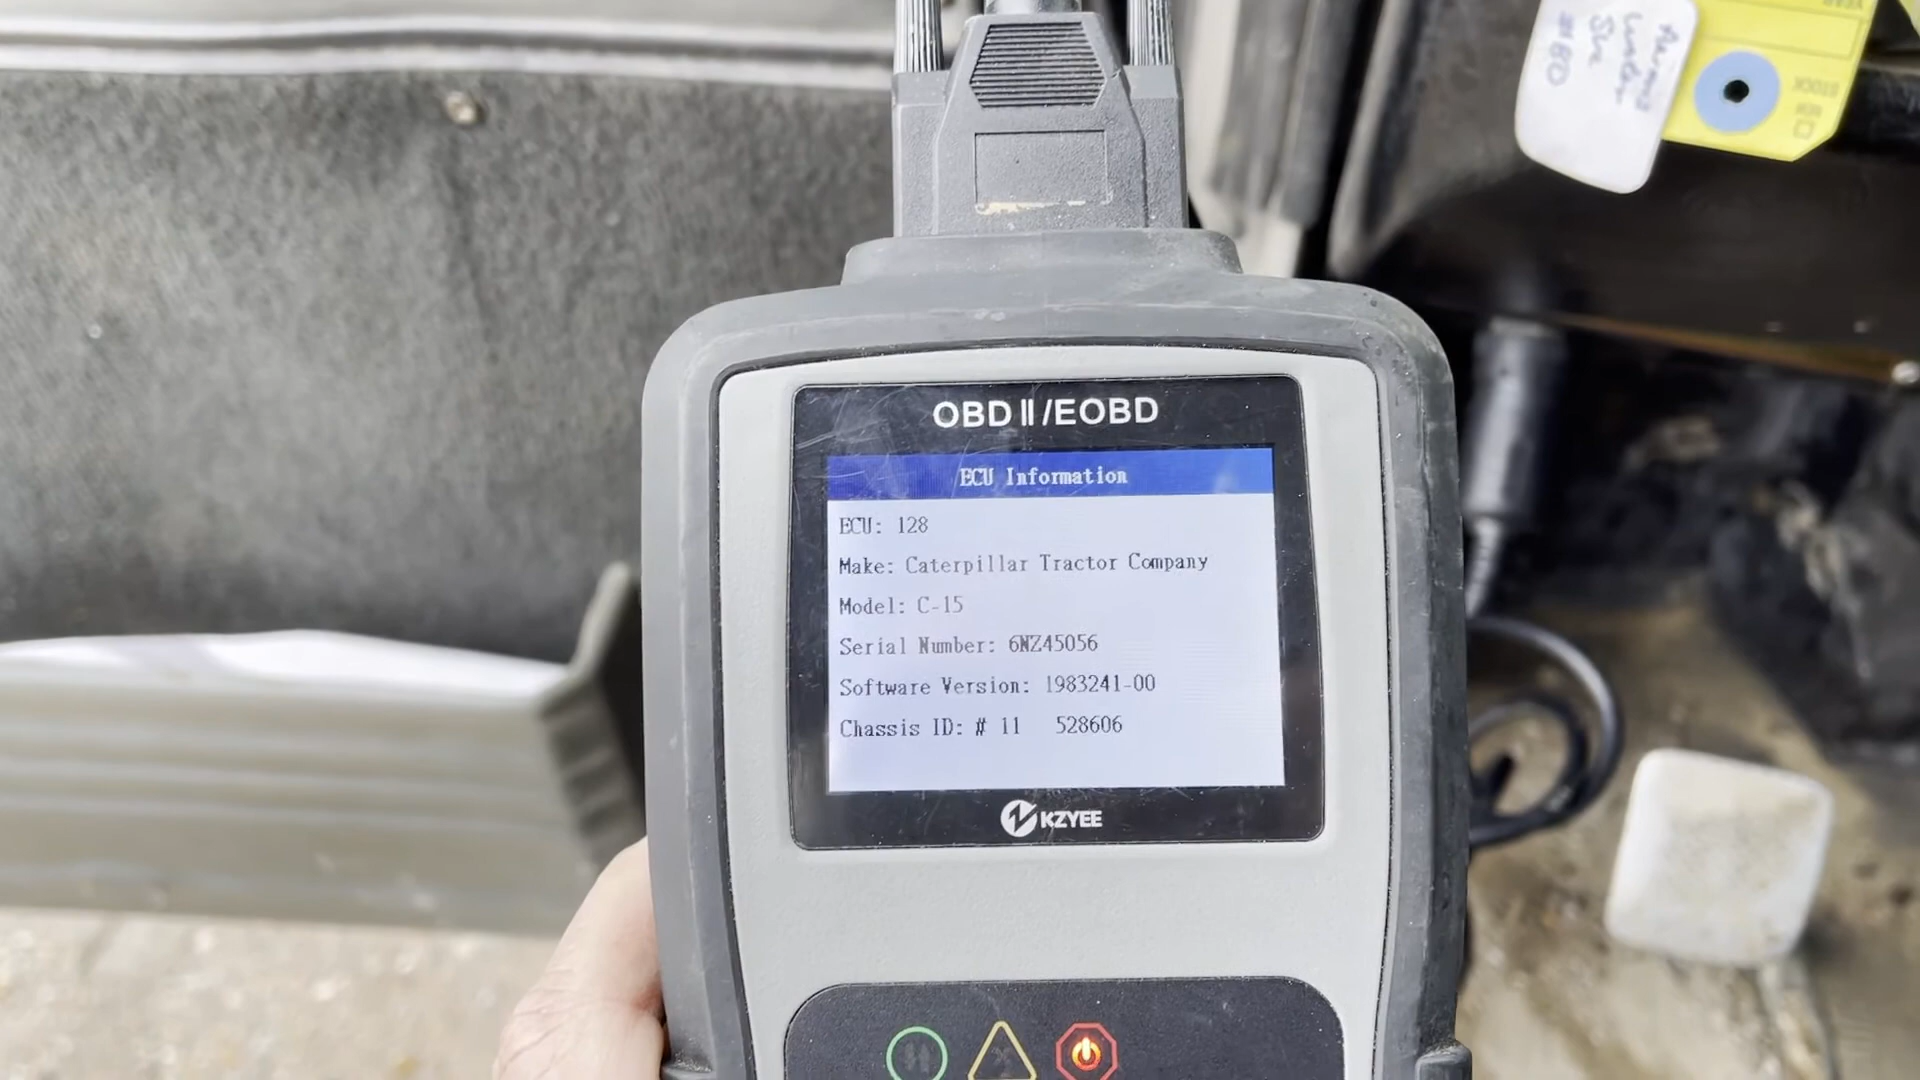 OBD II/EOBD
ECU Information
ECU: 128
Make: Caterpillar Tractor Company
Model: C-15
Serial Number: 6NZ45056
Software Version: 1983241-00
Chassis ID: # 11 528606
KZYEE
STOCK